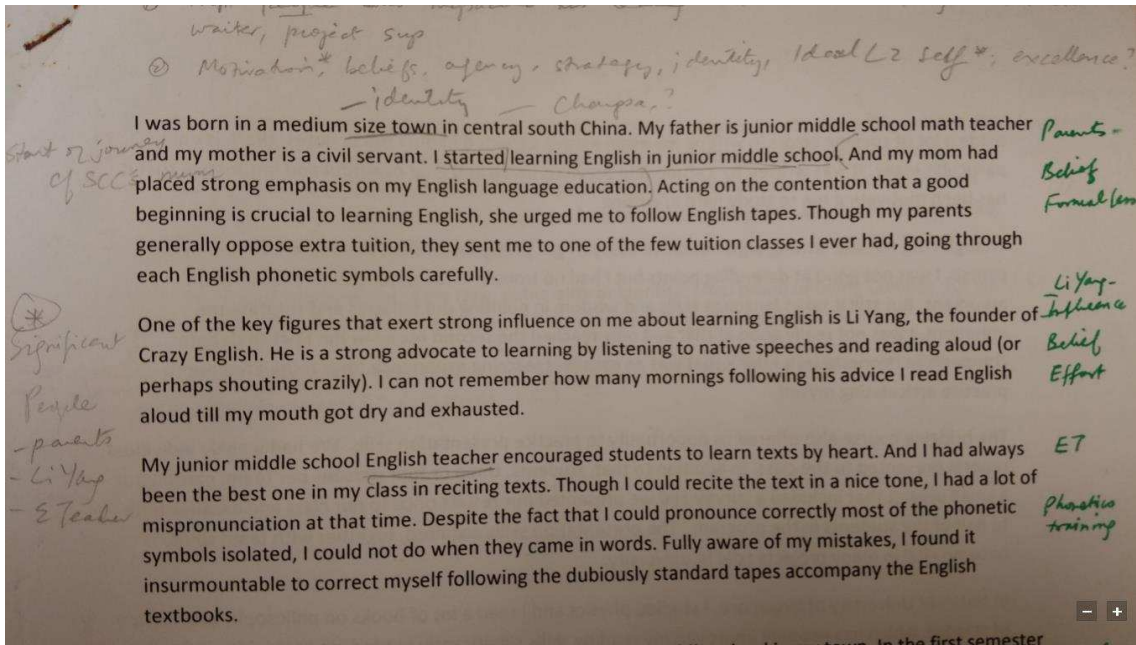 waiter, project sup
② Motivation*, beliefs, agency, strategy, identity, Ideal L2 self*, excellence?
— identity — Changsa?
I was born in a medium size town in central south China. My father is junior middle school math teacher
Parents -
Start of journey
and my mother is a civil servant. I started learning English in junior middle school. And my mom had
Belief
of SCC's
placed strong emphasis on my English language education. Acting on the contention that a good
Formal
beginning is crucial to learning English, she urged me to follow English tapes. Though my parents
generally oppose extra tuition, they sent me to one of the few tuition classes I ever had, going through
each English phonetic symbols carefully.
Li Yang-
*
One of the key figures that exert strong influence on me about learning English is Li Yang, the founder of
Influence
Significant
Crazy English. He is a strong advocate to learning by listening to native speeches and reading aloud (or
Belief
perhaps shouting crazily). I can not remember how many mornings following his advice I read English
Effort
People
aloud till my mouth got dry and exhausted.
- parents
My junior middle school English teacher encouraged students to learn texts by heart. And I had always
ET
- Li Yang
been the best one in my class in reciting texts. Though I could recite the text in a nice tone, I had a lot of
- E Teacher
mispronunciation at that time. Despite the fact that I could pronounce correctly most of the phonetic
Phonetics
training
symbols isolated, I could not do when they came in words. Fully aware of my mistakes, I found it
insurmountable to correct myself following the dubiously standard tapes accompany the English
textbooks.
In the first semester